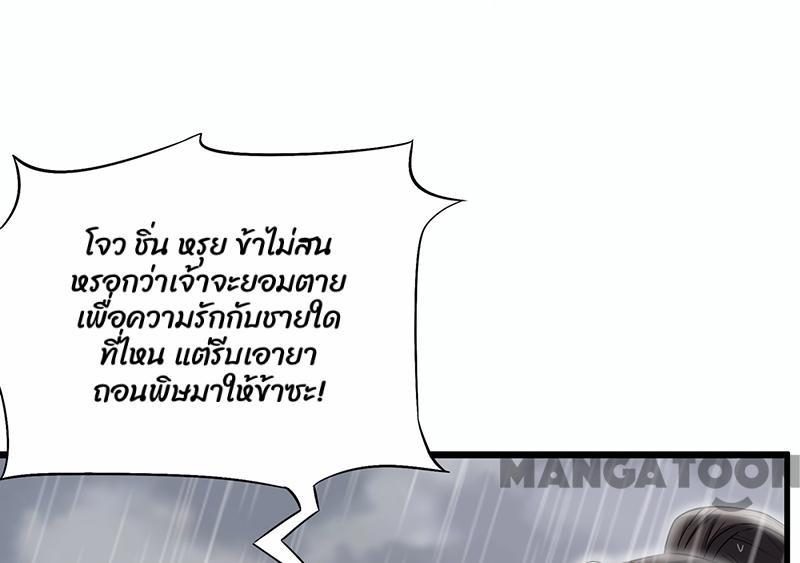 โจว ชิ่น หรุย ข้าไม่สน
หรอกว่าเจ้าจะยอมตาย
เพื่อความรักกับชายใด
ที่ไหน แต่รีบเอายา
ถอนพิษมาให้ข้าซะ!
MANGATOON